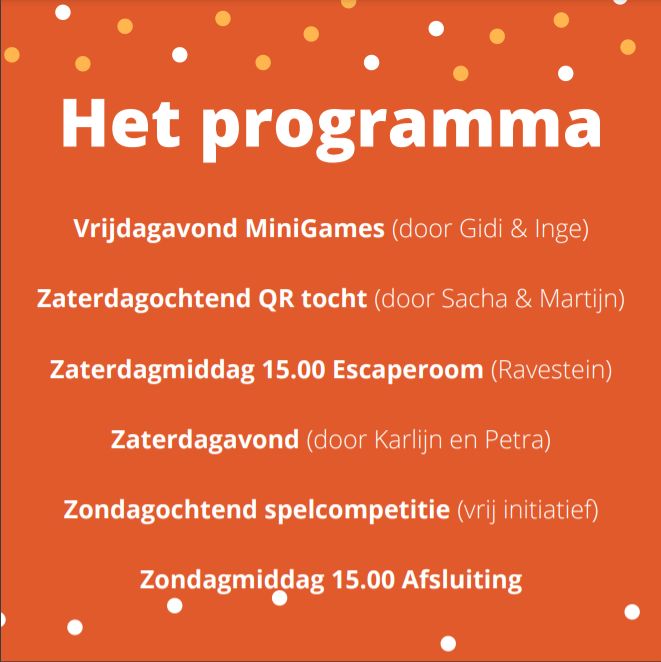 Het programma
Vrijdagavond MiniGames (door Gidi & Inge)
Zaterdagochtend QR tocht (door Sacha & Martijn)
Zaterdagmiddag 15.00 Escaperoom (Ravestein)
Zaterdagavond (door Karlijn en Petra)
Zondagochtend spelcompetitie (vrij initiatief)
Zondagmiddag 15.00 Afsluiting